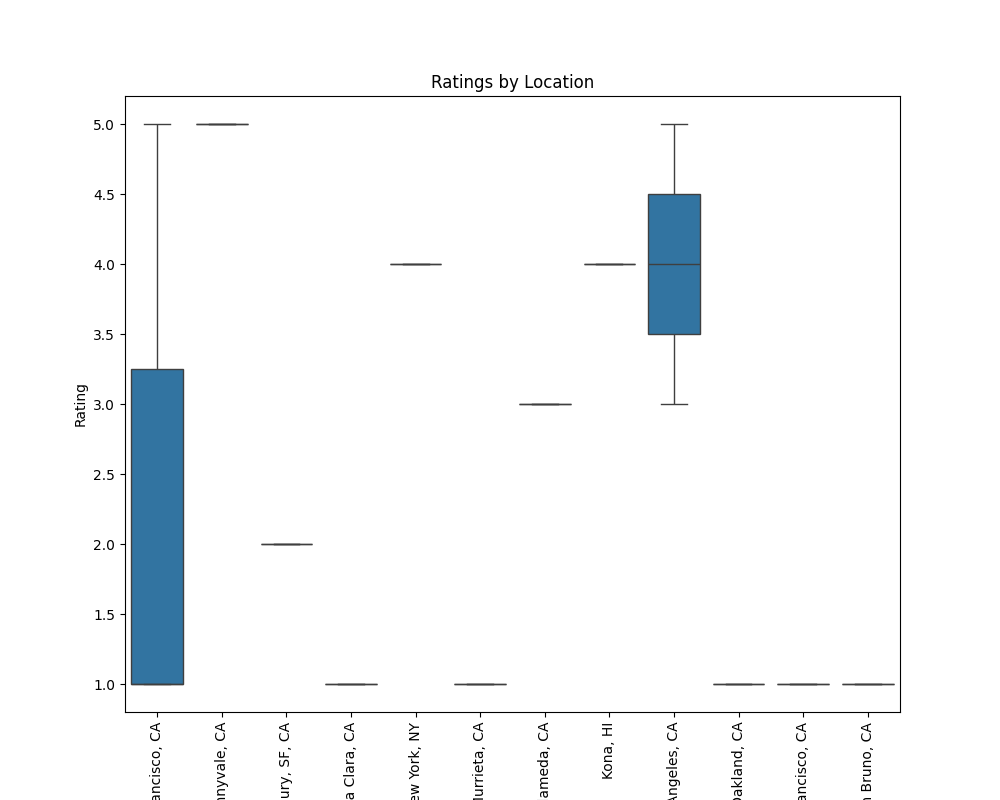 Ratings by Location
Rating
5.0
4.5
4.0
3.5
3.0
2.5
2.0
1.5
1.0
ancisco, CA
nnyvale, CA
ury, SF, CA
a Clara, CA
ew York, NY
urrieta, CA
ameda, CA
Kona, HI
Angeles, CA
Oakland, CA
ancisco, CA
n Bruno, CA